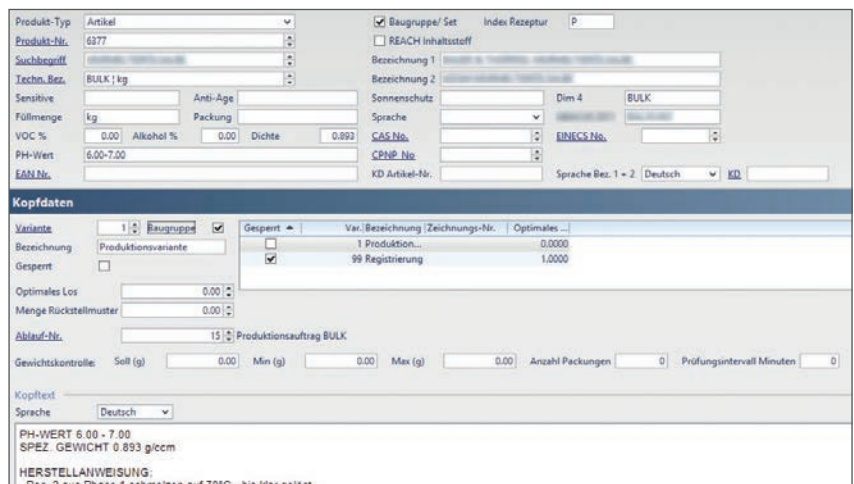 Produkt-Typ Artikel Baugruppe/ Set Index Rezeptur P
Produkt-Nr. 6377 REACH Inhaltsstoff
Suchbegriff Bezeichnung 1
Techn. Bez. BULK ¦ kg Bezeichnung 2
Sensitive Anti-Age Sonnenschutz Dim 4 BULK
Füllmenge kg Packung Sprache
VOC % 0.00 Alkohol % 0.00 Dichte 0.893 CAS No. EINECS No.
PH-Wert 6.00-7.00 CPNP No
EAN Nr. KD Artikel-Nr. Sprache Bez. 1 + 2 Deutsch KD
Kopfdaten
Variante 1 Baugruppe Gesperrt Var. Bezeichnung Zeichnungs-Nr. Optimales ...
1 Produktion... 0.0000
Bezeichnung Produktionsvariante
99 Registrierung 1.0000
Gesperrt
Optimales Los 0.00
Menge Rückstellmuster 0.00
Ablauf-Nr. 15 Produktionsauftrag BULK
Gewichtskontrolle: Soll (g) 0.00 Min (g) 0.00 Max (g) 0.00 Anzahl Packungen 0 Prüfungsintervall Minuten 0
Kopftext
Sprache Deutsch
PH-WERT 6.00 - 7.00
SPEZ. GEWICHT 0.893 g/ccm
HERSTELLANWEISUNG: